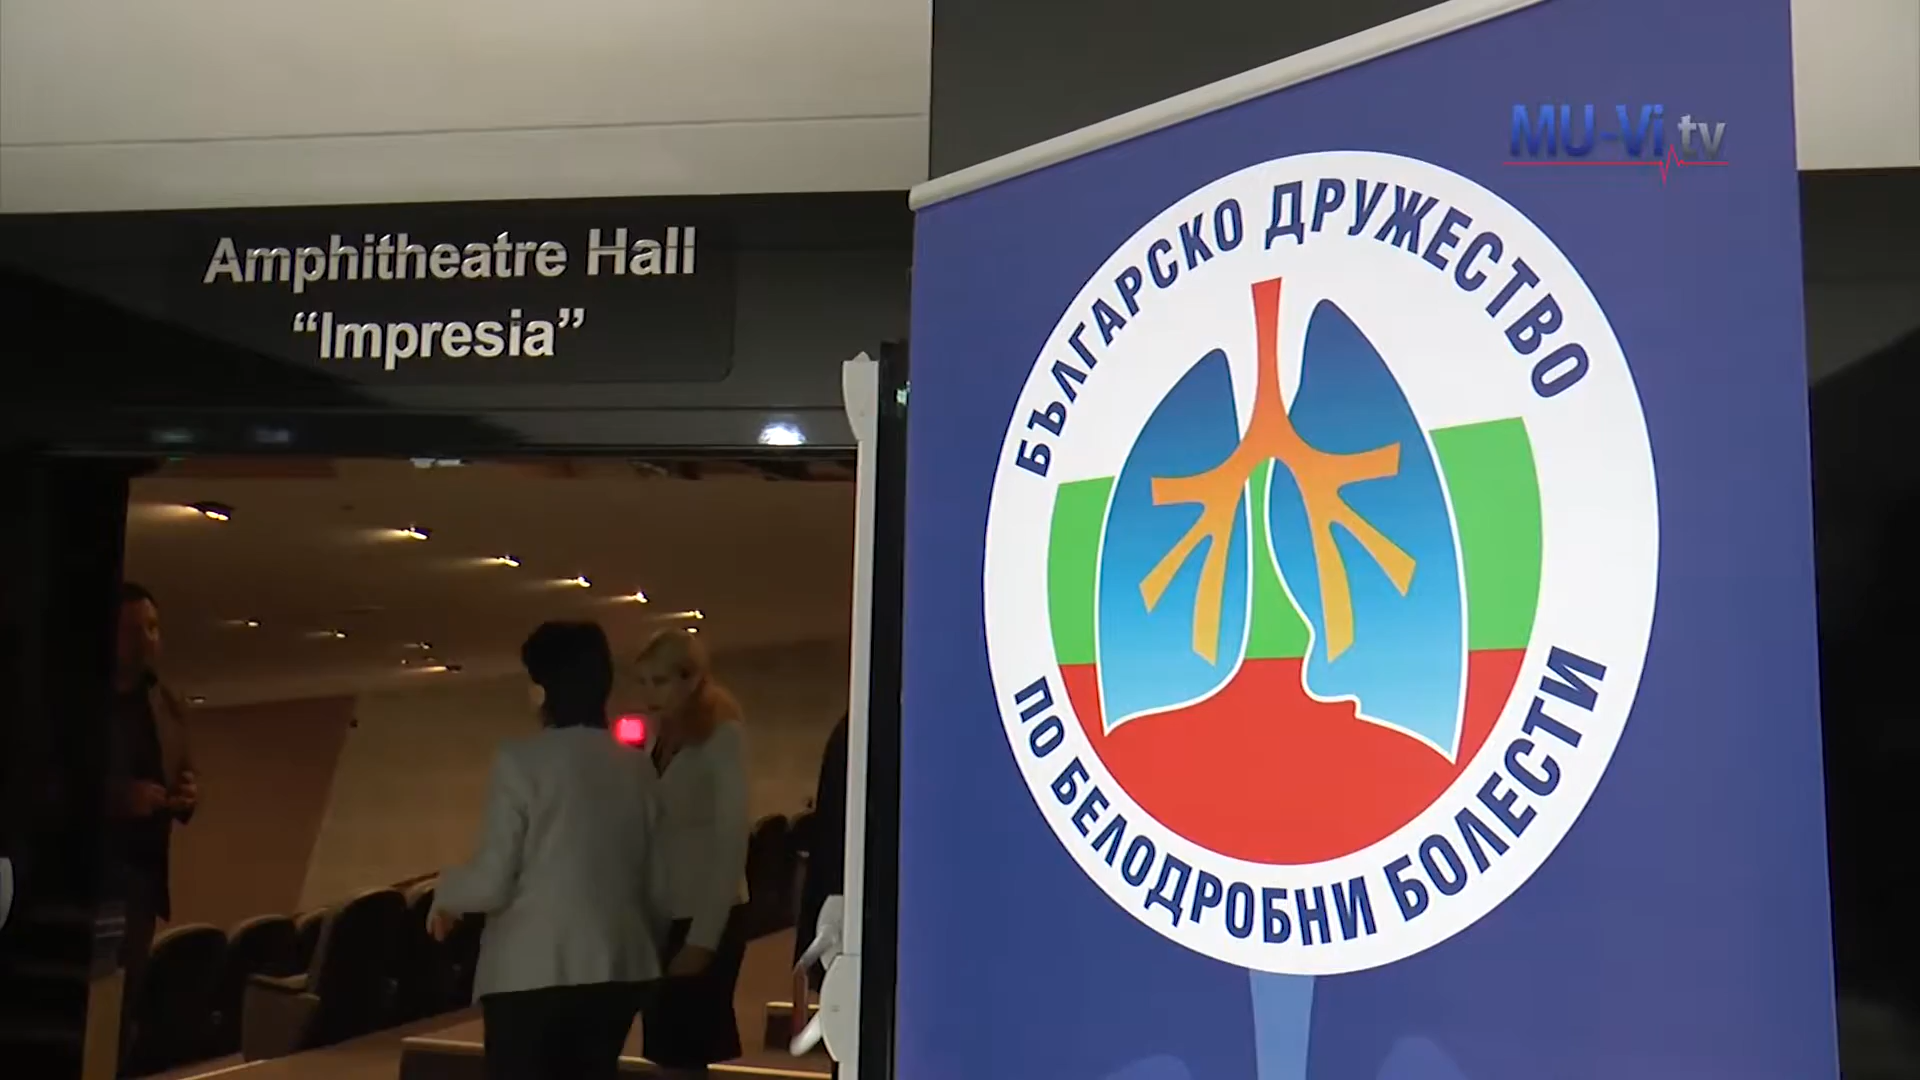 Amphitheatre Hall
“Impresia”
MU-Vi.tv
БЪЛГАРСКО ДРУЖЕСТВО
ПО БЕЛОДРОБНИ БОЛЕСТИ